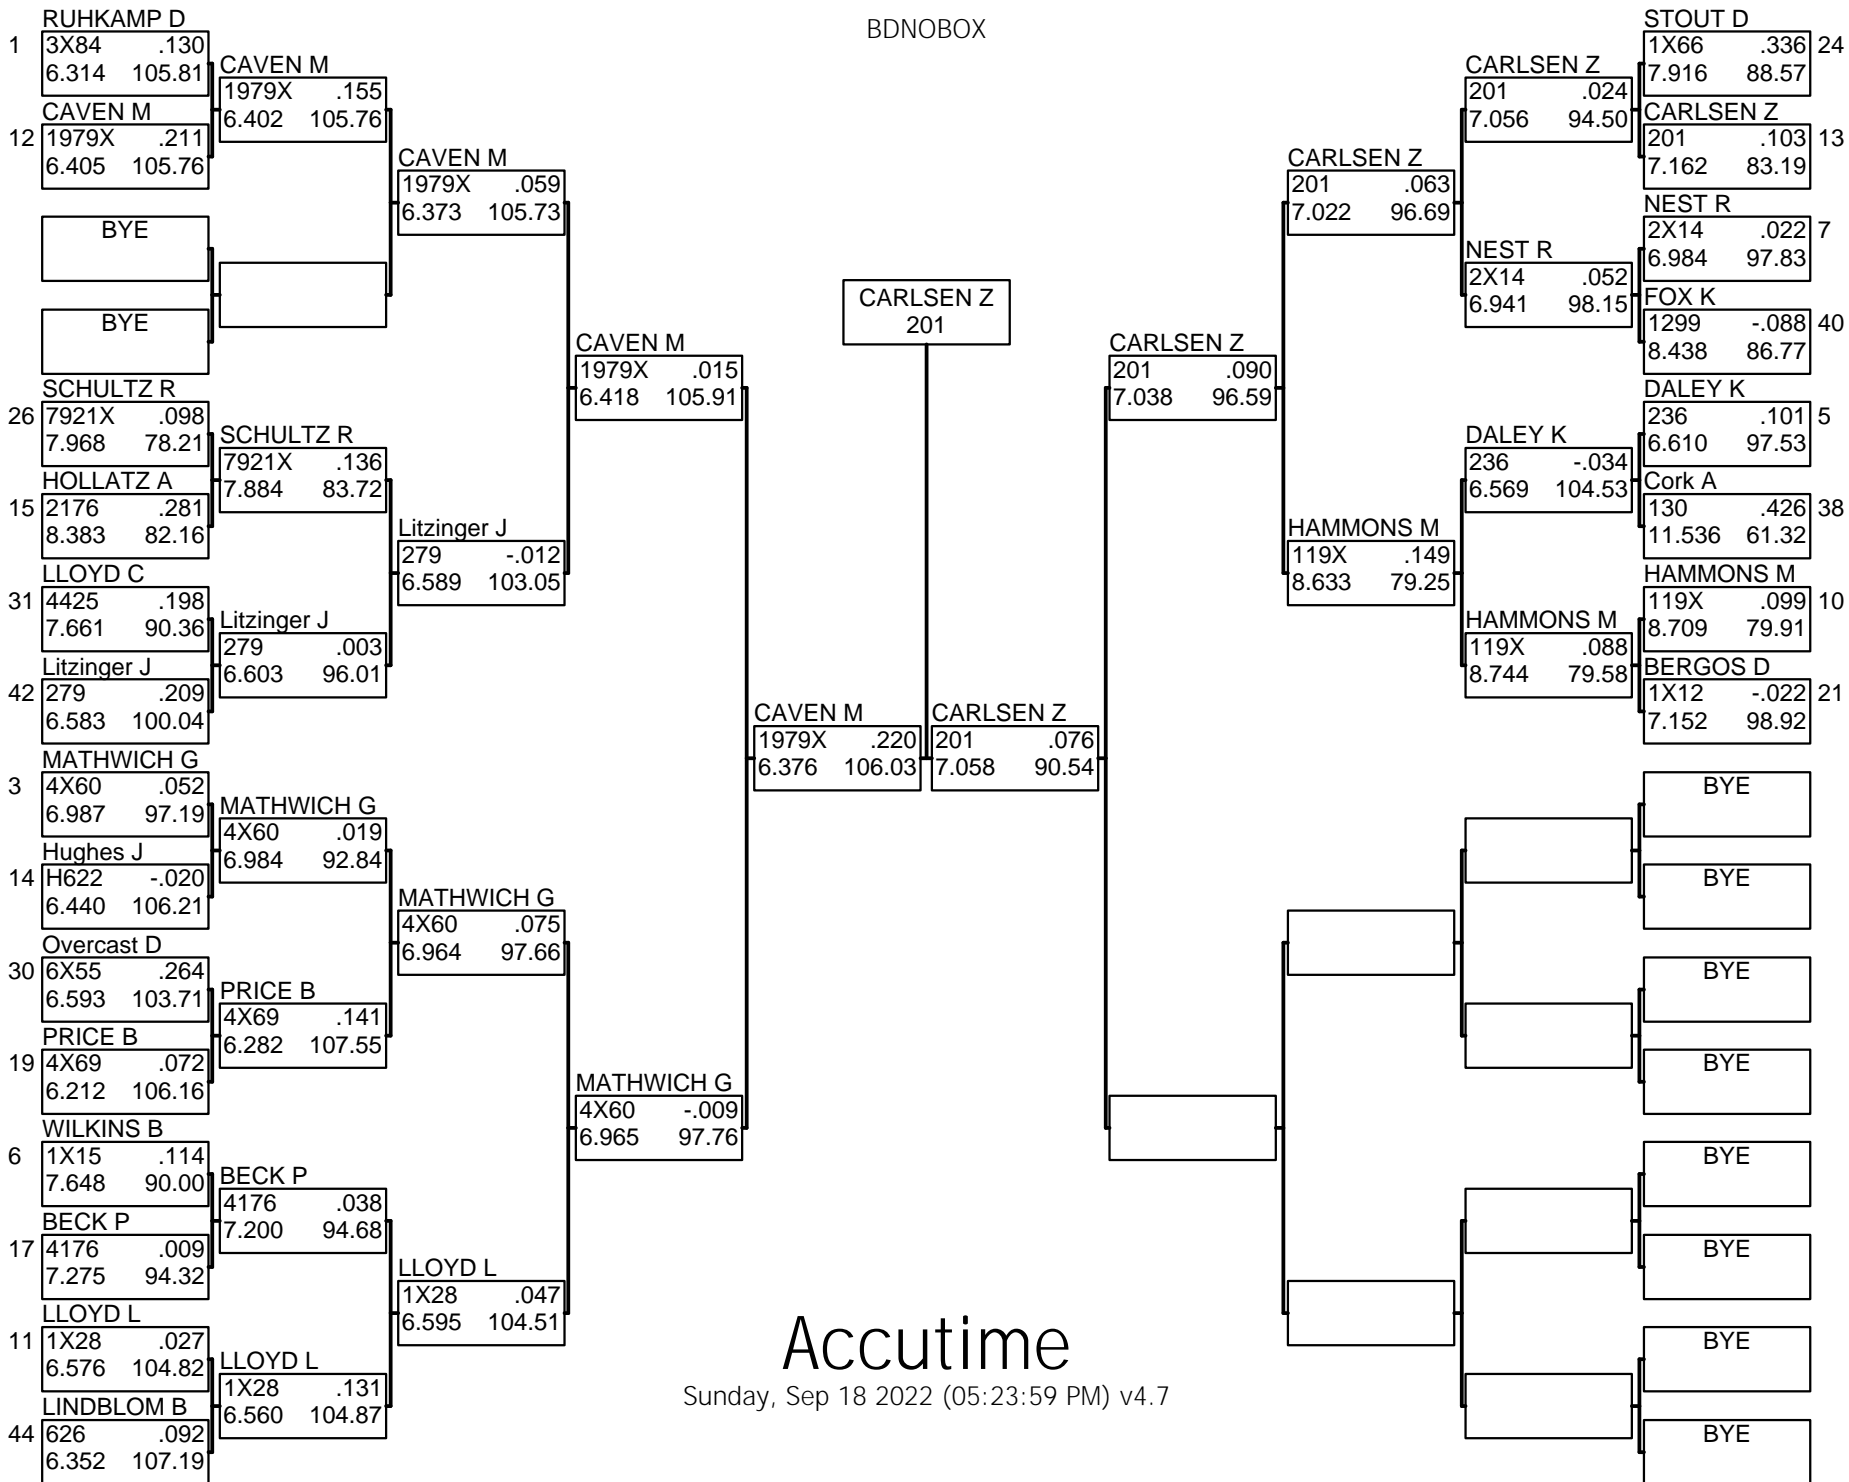 BDNOBOX
RUHKAMP D
1 3X84 .130
6.314 105.81
CAVEN M
12 1979X .211
6.405 105.76
BYE
BYE
SCHULTZ R
26 7921X .098
7.968 78.21
HOLLATZ A
15 2176 .281
8.383 82.16
LLOYD C
31 4425 .198
7.661 90.36
Litzinger J
42 279 .209
6.583 100.04
MATHWICH G
3 4X60 .052
6.987 97.19
Hughes J
14 H622 -.020
6.440 106.21
Overcast D
30 6X55 .264
6.593 103.71
PRICE B
19 4X69 .072
6.212 106.16
WILKINS B
6 1X15 .114
7.648 90.00
BECK P
17 4176 .009
7.275 94.32
LLOYD L
11 1X28 .027
6.576 104.82
LINDBLOM B
44 626 .092
6.352 107.19
CAVEN M
1979X .155
6.402 105.76
SCHULTZ R
7921X .136
7.884 83.72
Litzinger J
279 .003
6.603 96.01
MATHWICH G
4X60 .019
6.984 92.84
PRICE B
4X69 .141
6.282 107.55
BECK P
4176 .038
7.200 94.68
LLOYD L
1X28 .131
6.560 104.87
CAVEN M
1979X .059
6.373 105.73
Litzinger J
279 -.012
6.589 103.05
MATHWICH G
4X60 .075
6.964 97.66
LLOYD L
1X28 .047
6.595 104.51
CAVEN M
1979X .015
6.418 105.91
MATHWICH G
4X60 -.009
6.965 97.76
CAVEN M
1979X .220
6.376 106.03
CARLSEN Z
201
CARLSEN Z
201 .076
7.058 90.54
CARLSEN Z
201 .090
7.038 96.59
CARLSEN Z
201 .063
7.022 96.69
HAMMONS M
119X .149
8.633 79.25
CARLSEN Z
201 .024
7.056 94.50
NEST R
2X14 .052
6.941 98.15
DALEY K
236 -.034
6.569 104.53
HAMMONS M
119X .088
8.744 79.58
STOUT D
1X66 .336 24
7.916 88.57
CARLSEN Z
201 .103 13
7.162 83.19
NEST R
2X14 .022 7
6.984 97.83
FOX K
1299 -.088 40
8.438 86.77
DALEY K
236 .101 5
6.610 97.53
Cork A
130 .426 38
11.536 61.32
HAMMONS M
119X .099 10
8.709 79.91
BERGOS D
1X12 -.022 21
7.152 98.92
BYE
BYE
BYE
BYE
BYE
BYE
BYE
BYE
Accutime
Sunday, Sep 18 2022 (05:23:59 PM) v4.7